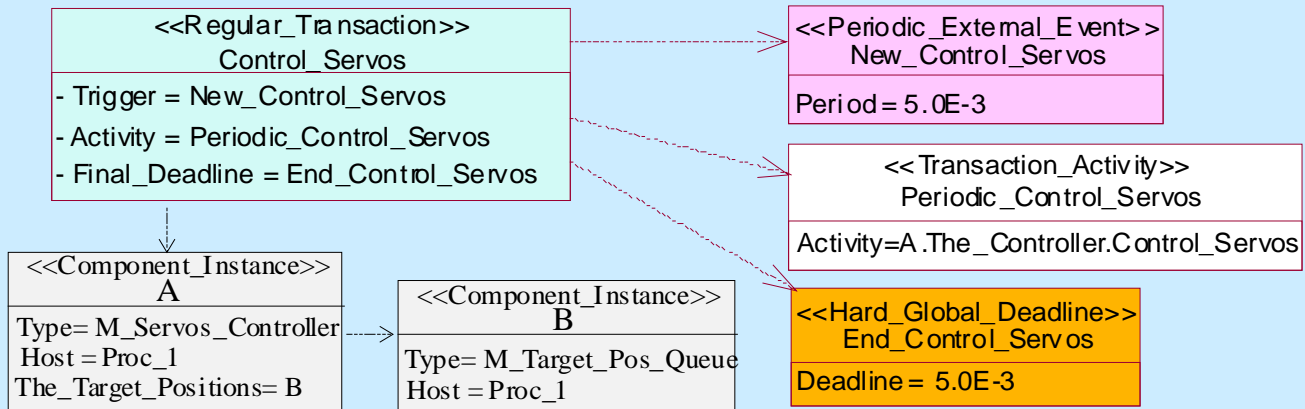 <<Regular_Transaction>>
Control_Servos
- Trigger = New_Control_Servos
- Activity = Periodic_Control_Servos
- Final_Deadline = End_Control_Servos
<<Periodic_External_Event>>
New_Control_Servos
Period = 5.0E-3
<<Transaction_Activity>>
Periodic_Control_Servos
Activity=A.The_Controller.Control_Servos
<<Component_Instance>>
A
Type= M_Servos_Controller
Host = Proc_1
The_Target_Positions= B
<<Component_Instance>>
B
Type= M_Target_Pos_Queue
Host = Proc_1
<<Hard_Global_Deadline>>
End_Control_Servos
Deadline = 5.0E-3